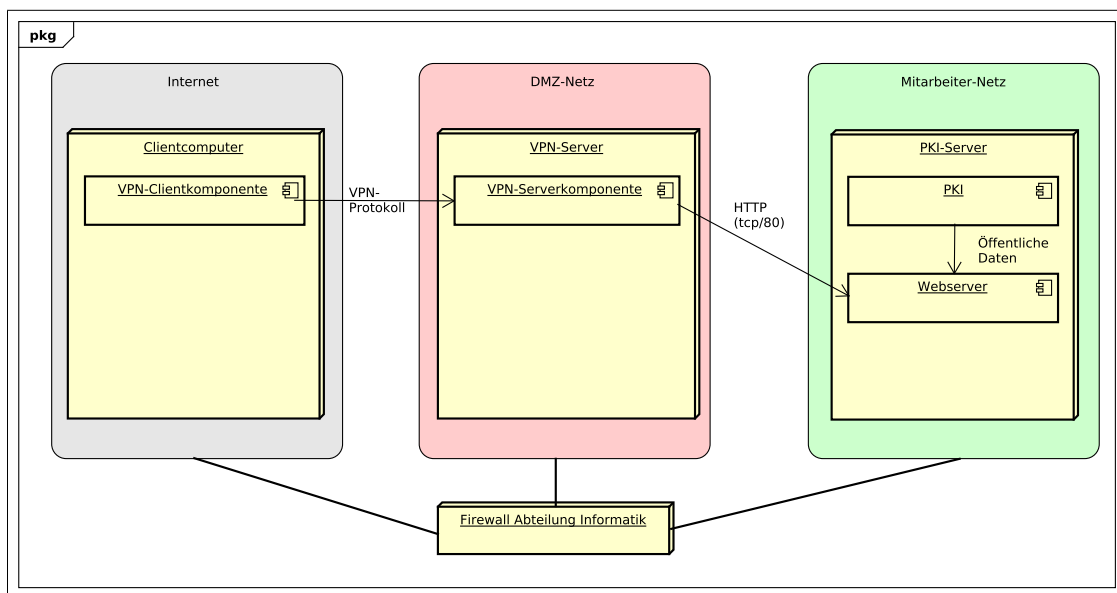 pkg
Internet
DMZ-Netz
Mitarbeiter-Netz
Clientcomputer
VPN-Server
PKI-Server
VPN-Clientkomponente
VPN-
Protokoll
VPN-Serverkomponente
HTTP
(tcp/80)
PKI
Öffentliche
Daten
Webserver
Firewall Abteilung Informatik